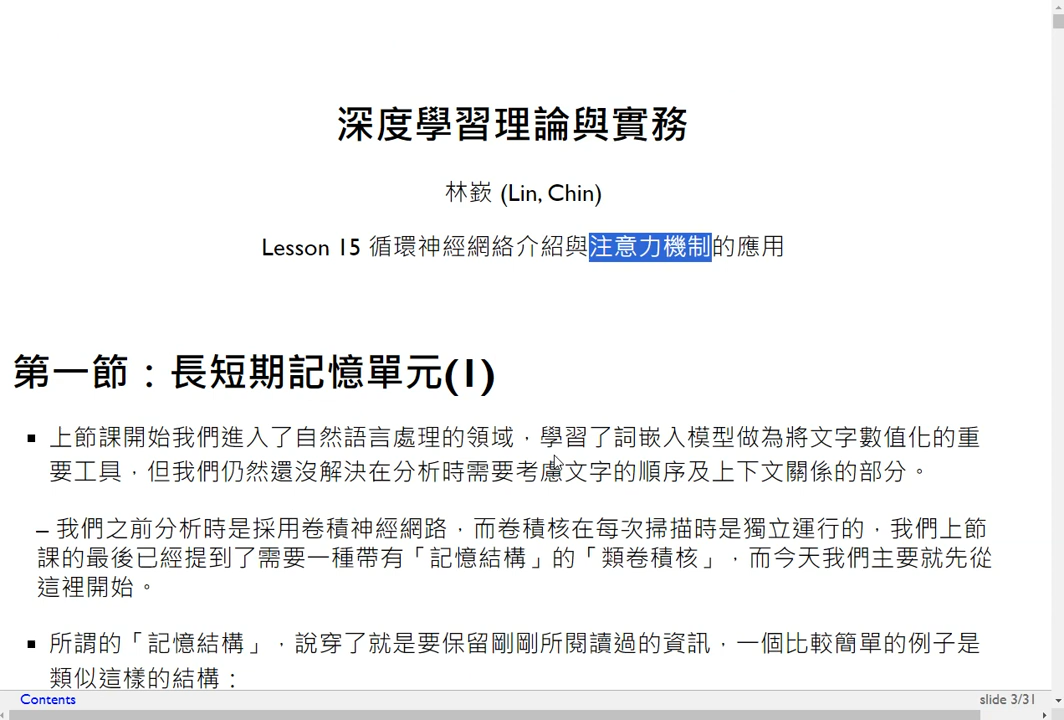 深度學習理論與實務
林嶔 (Lin, Chin)
Lesson 15 循環神經網絡介紹與注意力機制的應用
第一節：長短期記憶單元(1)
上節課開始我們進入了自然語言處理的領域，學習了詞嵌入模型做為將文字數值化的重
要工具，但我們仍然還沒解決在分析時需要考慮文字的順序及上下文關係的部分。
– 我們之前分析時是採用卷積神經網路，而卷積核在每次掃描時是獨立運行的，我們上節
課的最後已經提到了需要一種帶有「記憶結構」的「類卷積核」，而今天我們主要就先從
這裡開始。
所謂的「記憶結構」，說穿了就是要保留剛剛所閱讀過的資訊，一個比較簡單的例子是
類似這樣的結構：
Contents
slide 3/31